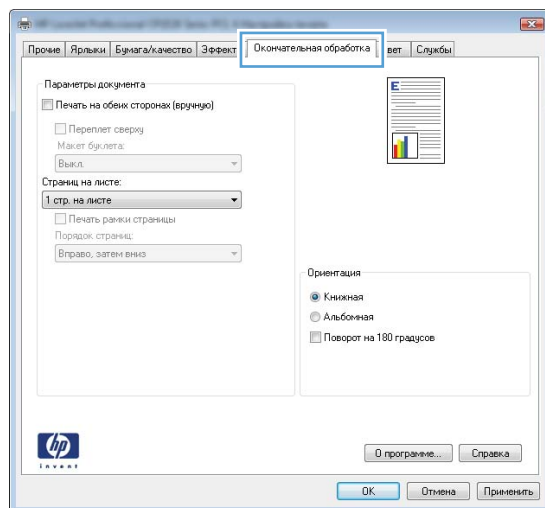 Прочие Ярлыки Бумага/качество Эффект Окончательная обработка вет Службы
Параметры документа
Печать на обеих сторонах (вручную)
Переплет сверху
Макет буклета:
Выкл.
Страниц на листе:
1 стр. на листе
Печать рамки страницы
Порядок страниц:
Вправо, затем вниз
E
Ориентация
Книжная
Альбомная
Поворот на 180 градусов
hp
invent
О программе... Справка
OK Отмена Применить